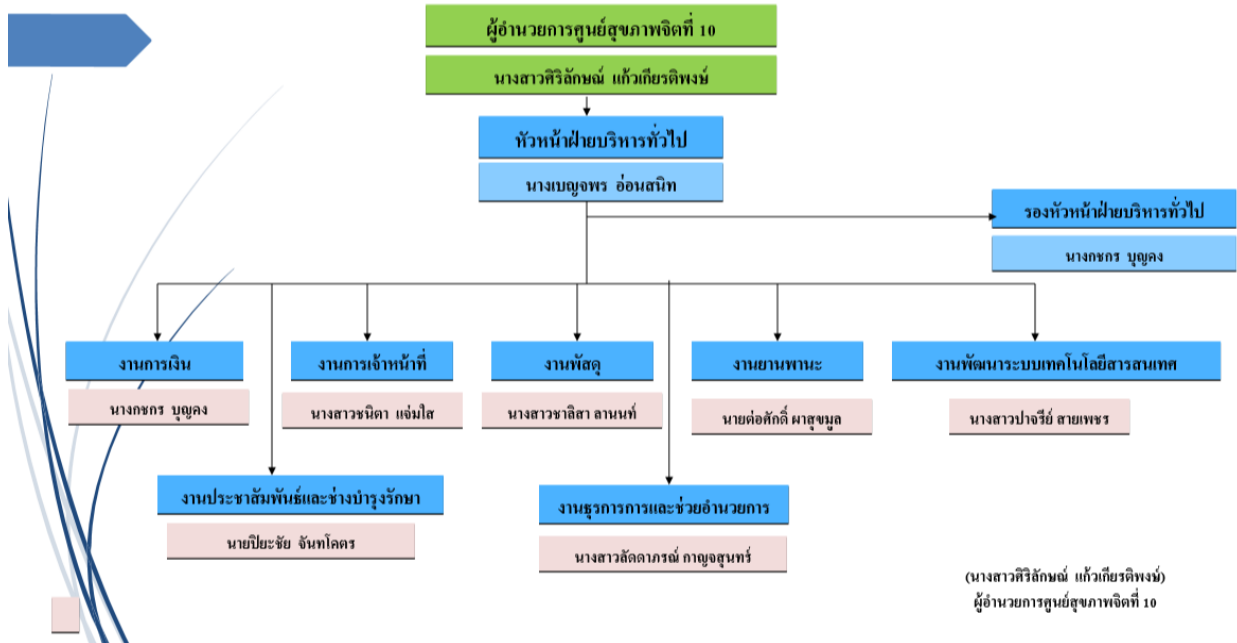 ผู้อำนวยการศูนย์สุขภาพจิตที่ 10
นางสาวศิริลักษณ์ แก้วเกียรติพงษ์
หัวหน้าฝ่ายบริหารทั่วไป
นางเบญจพร อ่อนสนิท
รองหัวหน้าฝ่ายบริหารทั่วไป
นางกชกร บุญคง
งานการเงิน
นางกชกร บุญคง
งานการเจ้าหน้าที่
นางสาวชนิตา แจ่มใส
งานพัสดุ
นางสาวชาลิสา ลานนท์
งานยานพานะ
นายต่อศักดิ์ ผาสุขมูล
งานพัฒนาระบบเทคโนโลยีสารสนเทศ
นางสาวปาจรีย์ สายเพชร
งานประชาสัมพันธ์และช่างบำรุงรักษา
นายปิยะชัย จันทโคตร
งานธุรการการและช่วยอำนวยการ
นางสาวลัดดาภรณ์ กาญจสุนทร์
(นางสาวศิริลักษณ์ แก้วเกียรติพงษ์)
ผู้อำนวยการศูนย์สุขภาพจิตที่ 10